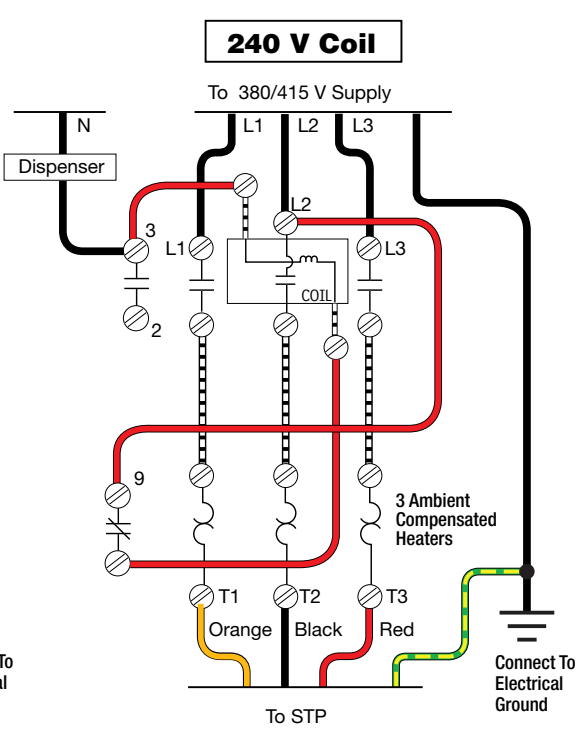 240 V Coil
To 380/415 V Supply
N
L1
L2
L3
Dispenser
L2
3
L1
L3
COIL
2
9
3 Ambient
Compensated
Heaters
T1
T2
T3
Orange
Black
Red
To
al
Connect To
Electrical
Ground
To STP